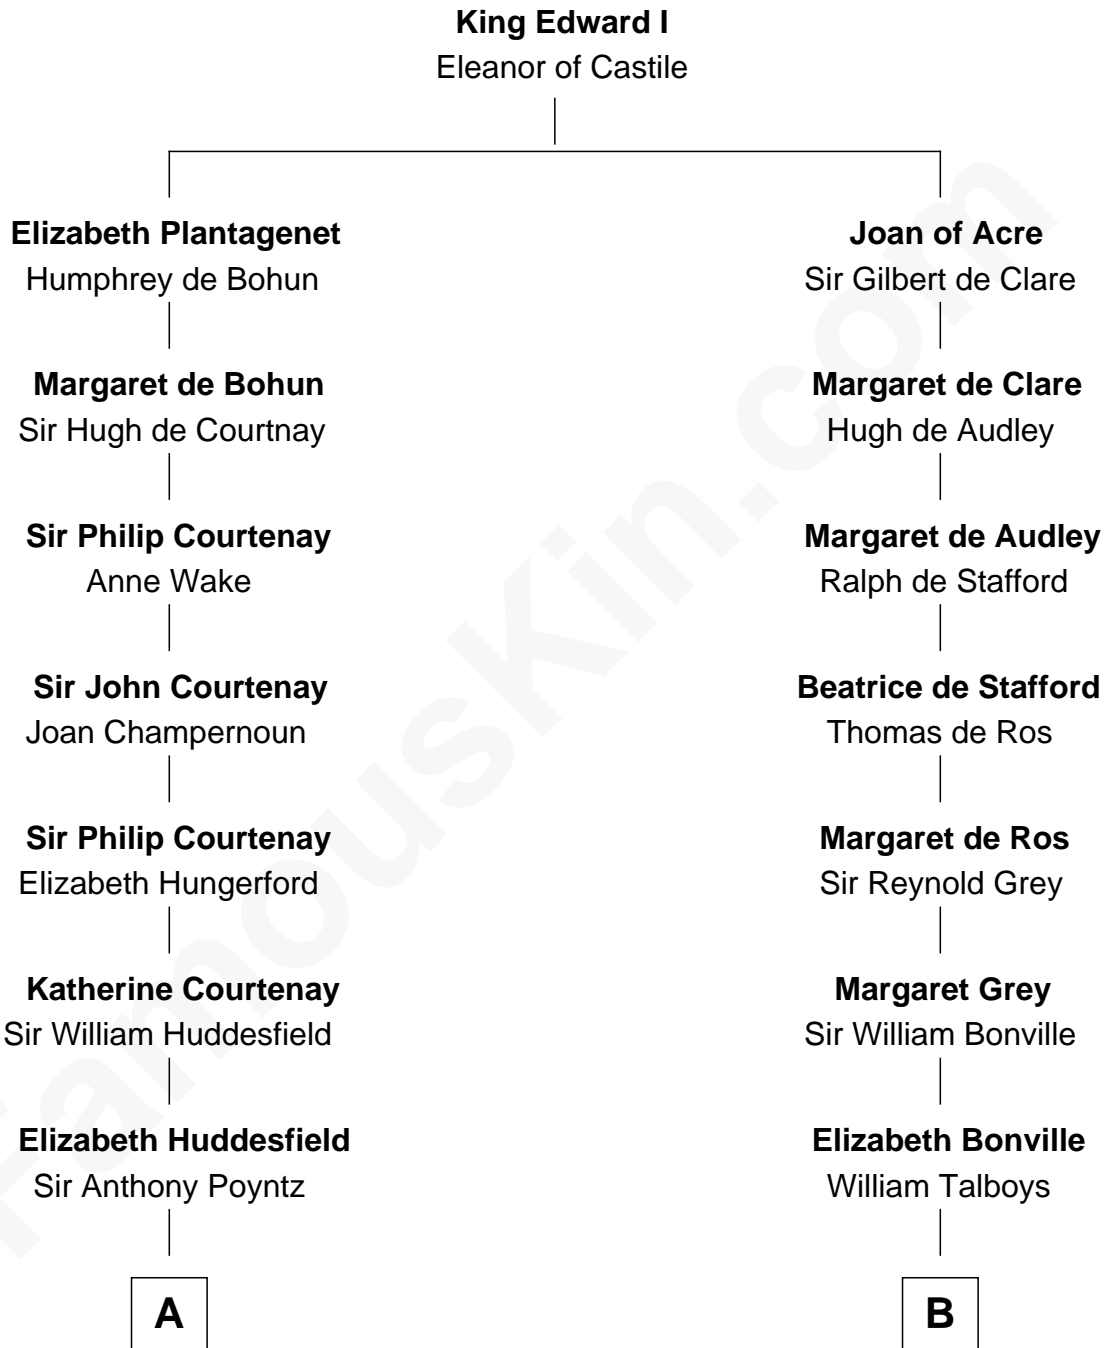 King Edward I
Eleanor of Castile
Elizabeth Plantagenet
Humphrey de Bohun
Joan of Acre
Sir Gilbert de Clare
Margaret de Bohun
Sir Hugh de Courtnay
Margaret de Clare
Hugh de Audley
Sir Philip Courtenay
Anne Wake
Margaret de Audley
Ralph de Stafford
Sir John Courtenay
Joan Champernoun
Beatrice de Stafford
Thomas de Ros
Sir Philip Courtenay
Elizabeth Hungerford
Margaret de Ros
Sir Reynold Grey
Katherine Courtenay
Sir William Huddesfield
Margaret Grey
Sir William Bonville
Elizabeth Huddesfield
Sir Anthony Poyntz
Elizabeth Bonville
William Talboys
A
B
FamousKin.com